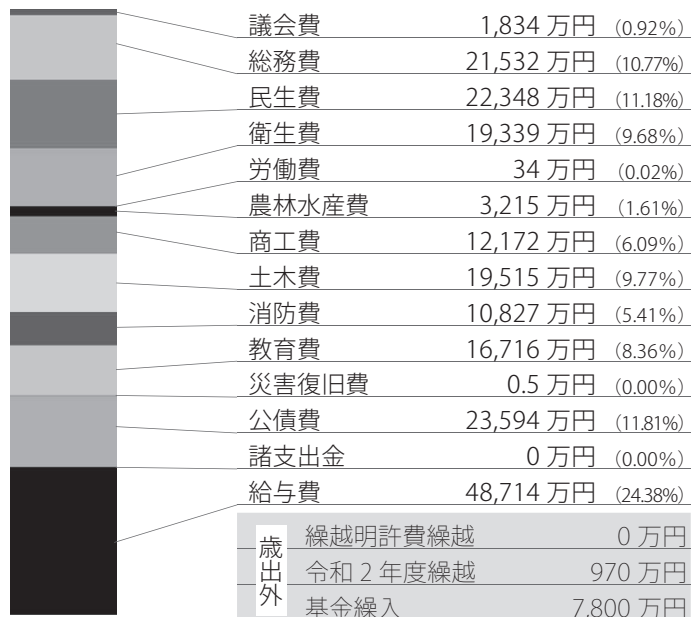 議会費 1,834 万円 (0.92%)
総務費 21,532 万円 (10.77%)
民生費 22,348 万円 (11.18%)
衛生費 19,339 万円 (9.68%)
労働費 34 万円 (0.02%)
農林水産費 3,215 万円 (1.61%)
商工費 12,172 万円 (6.09%)
土木費 19,515 万円 (9.77%)
消防費 10,827 万円 (5.41%)
教育費 16,716 万円 (8.36%)
災害復旧費 0.5 万円 (0.00%)
公債費 23,594 万円 (11.81%)
諸支出金 0 万円 (0.00%)
給与費 48,714 万円 (24.38%)
歳出外
繰越明許費繰越 0 万円
令和 2 年度繰越 970 万円
基金繰入 7,800 万円